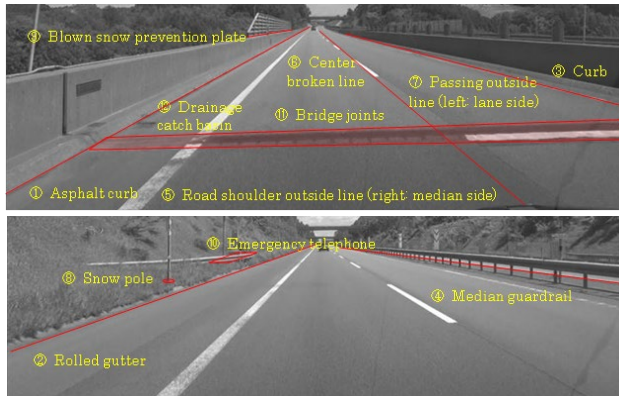 ⑨ Blown snow prevention plate
⑥ Center
broken line
③ Curb
⑦ Passing outside
line (left: lane side)
⑫ Drainage
catch basin
⑪ Bridge joints
① Asphalt curb
⑤ Road shoulder outside line (right: median side)
⑩ Emergency telephone
⑧ Snow pole
④ Median guardrail
② Rolled gutter